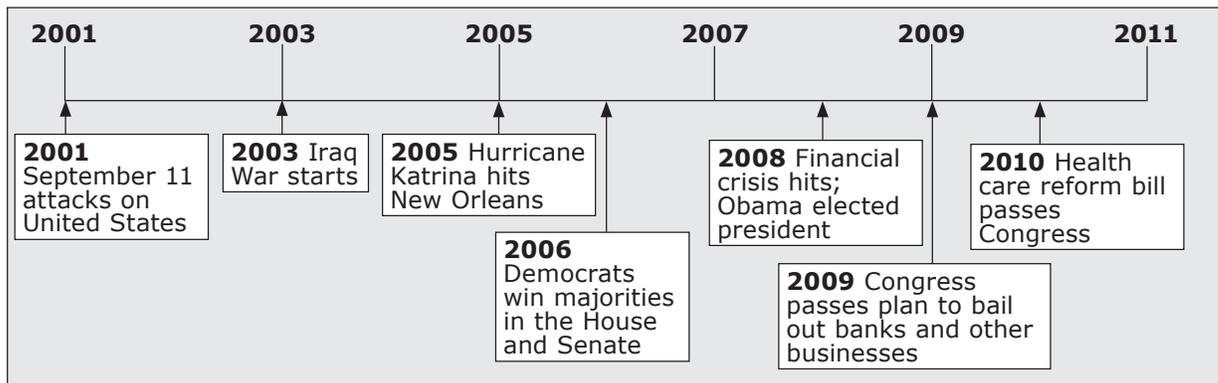 2001 2003 2005 2007 2009 2011
2001
September 11
attacks on
United States
2003 Iraq
War starts
2005 Hurricane
Katrina hits
New Orleans
2006
Democrats
win majorities
in the House
and Senate
2008 Financial
crisis hits;
Obama elected
president
2009 Congress
passes plan to bail
out banks and other
businesses
2010 Health
care reform bill
passes
Congress